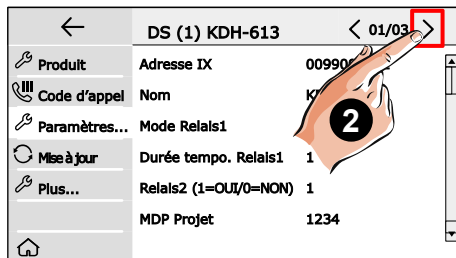 DS (1) KDH-613
01/03
Produit
Adresse IX
Code d'appel
Nom
Paramètres...
Mode Relais1
2
Mise à jour
Durée tempo. Relais1 1
Plus...
Relais2 (1=OUI/0=NON) 1
MDP Projet 1234